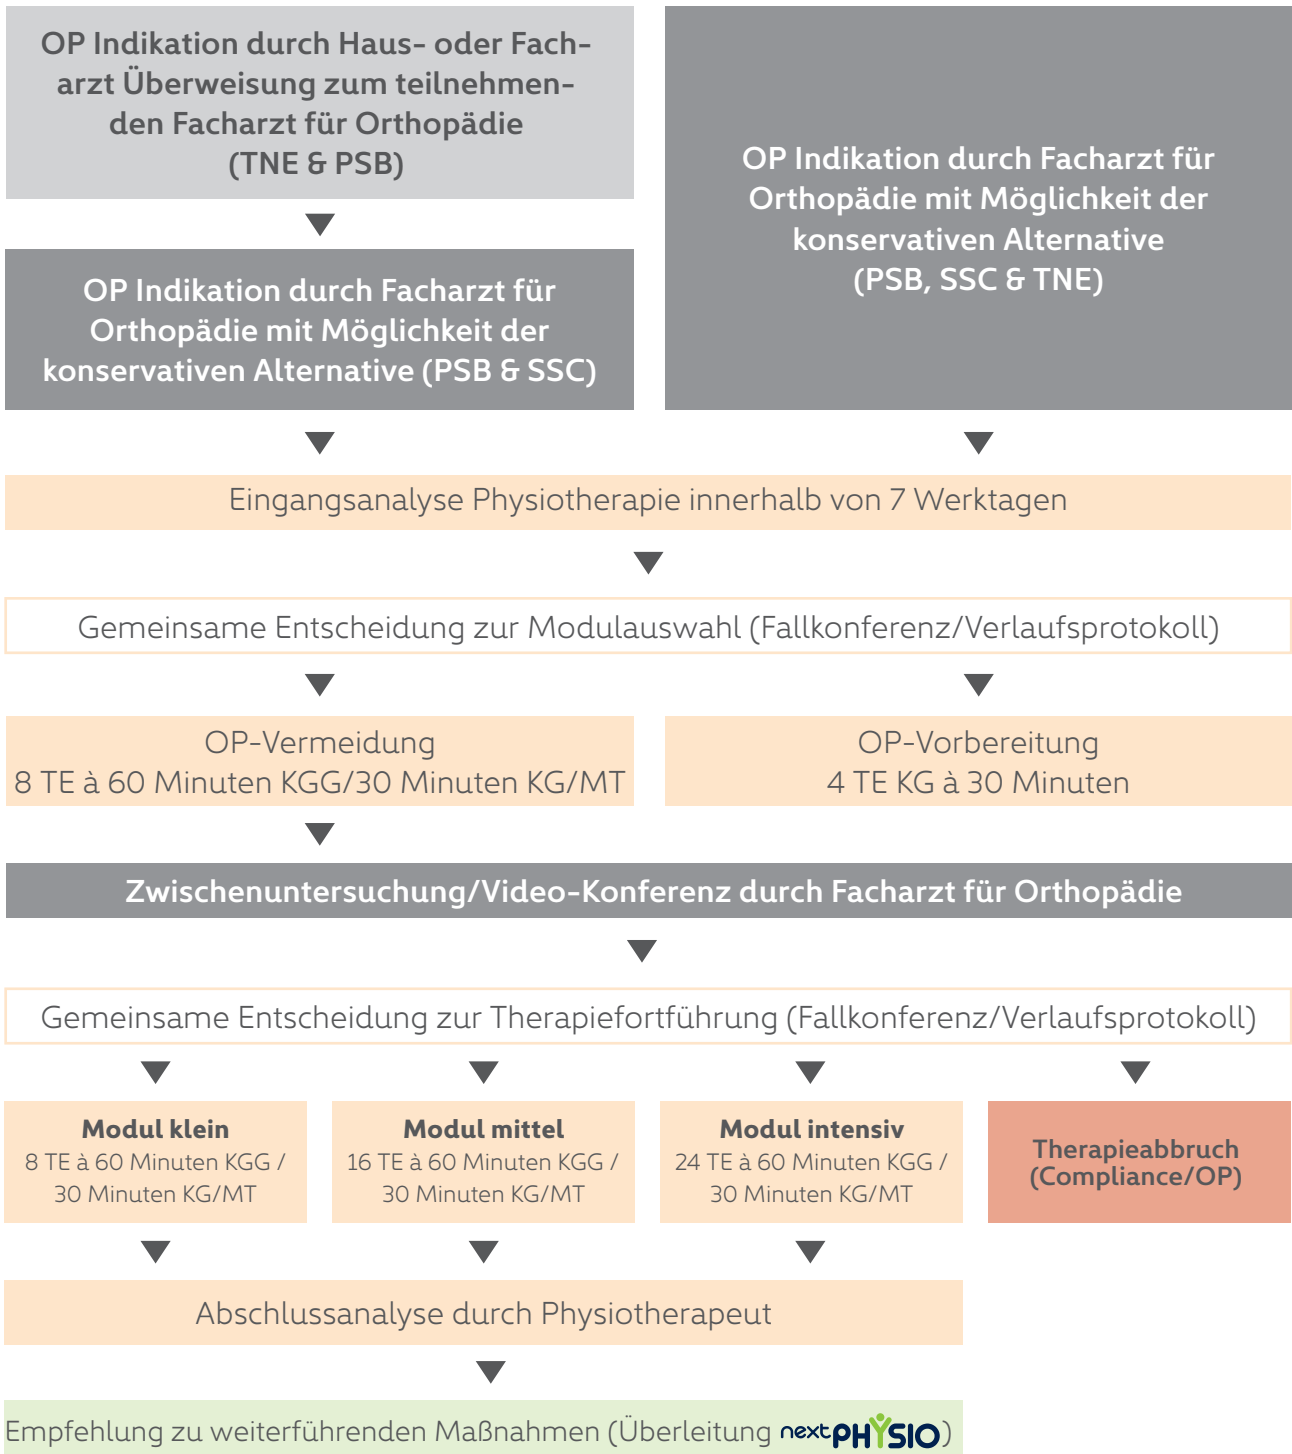 OP Indikation durch Haus- oder Fach-
arzt Überweisung zum teilnehmen-
den Facharzt für Orthopädie
(TNE & PSB)
OP Indikation durch Facharzt für
Orthopädie mit Möglichkeit der
konservativen Alternative (PSB & SSC)
OP Indikation durch Facharzt für
Orthopädie mit Möglichkeit der
konservativen Alternative
(PSB, SSC & TNE)
Eingangsanalyse Physiotherapie innerhalb von 7 Werktagen
Gemeinsame Entscheidung zur Modulauswahl (Fallkonferenz/Verlaufsprotokoll)
OP-Vermeidung
8 TE à 60 Minuten KGG/30 Minuten KG/MT
OP-Vorbereitung
4 TE KG à 30 Minuten
Zwischenuntersuchung/Video-Konferenz durch Facharzt für Orthopädie
Gemeinsame Entscheidung zur Therapiefortführung (Fallkonferenz/Verlaufsprotokoll)
Modul klein
8 TE à 60 Minuten KGG /
30 Minuten KG/MT
Modul mittel
16 TE à 60 Minuten KGG /
30 Minuten KG/MT
Modul intensiv
24 TE à 60 Minuten KGG /
30 Minuten KG/MT
Therapieabbruch
(Compliance/OP)
Abschlussanalyse durch Physiotherapeut
Empfehlung zu weiterführenden Maßnahmen (Überleitung nextPHYSIO)